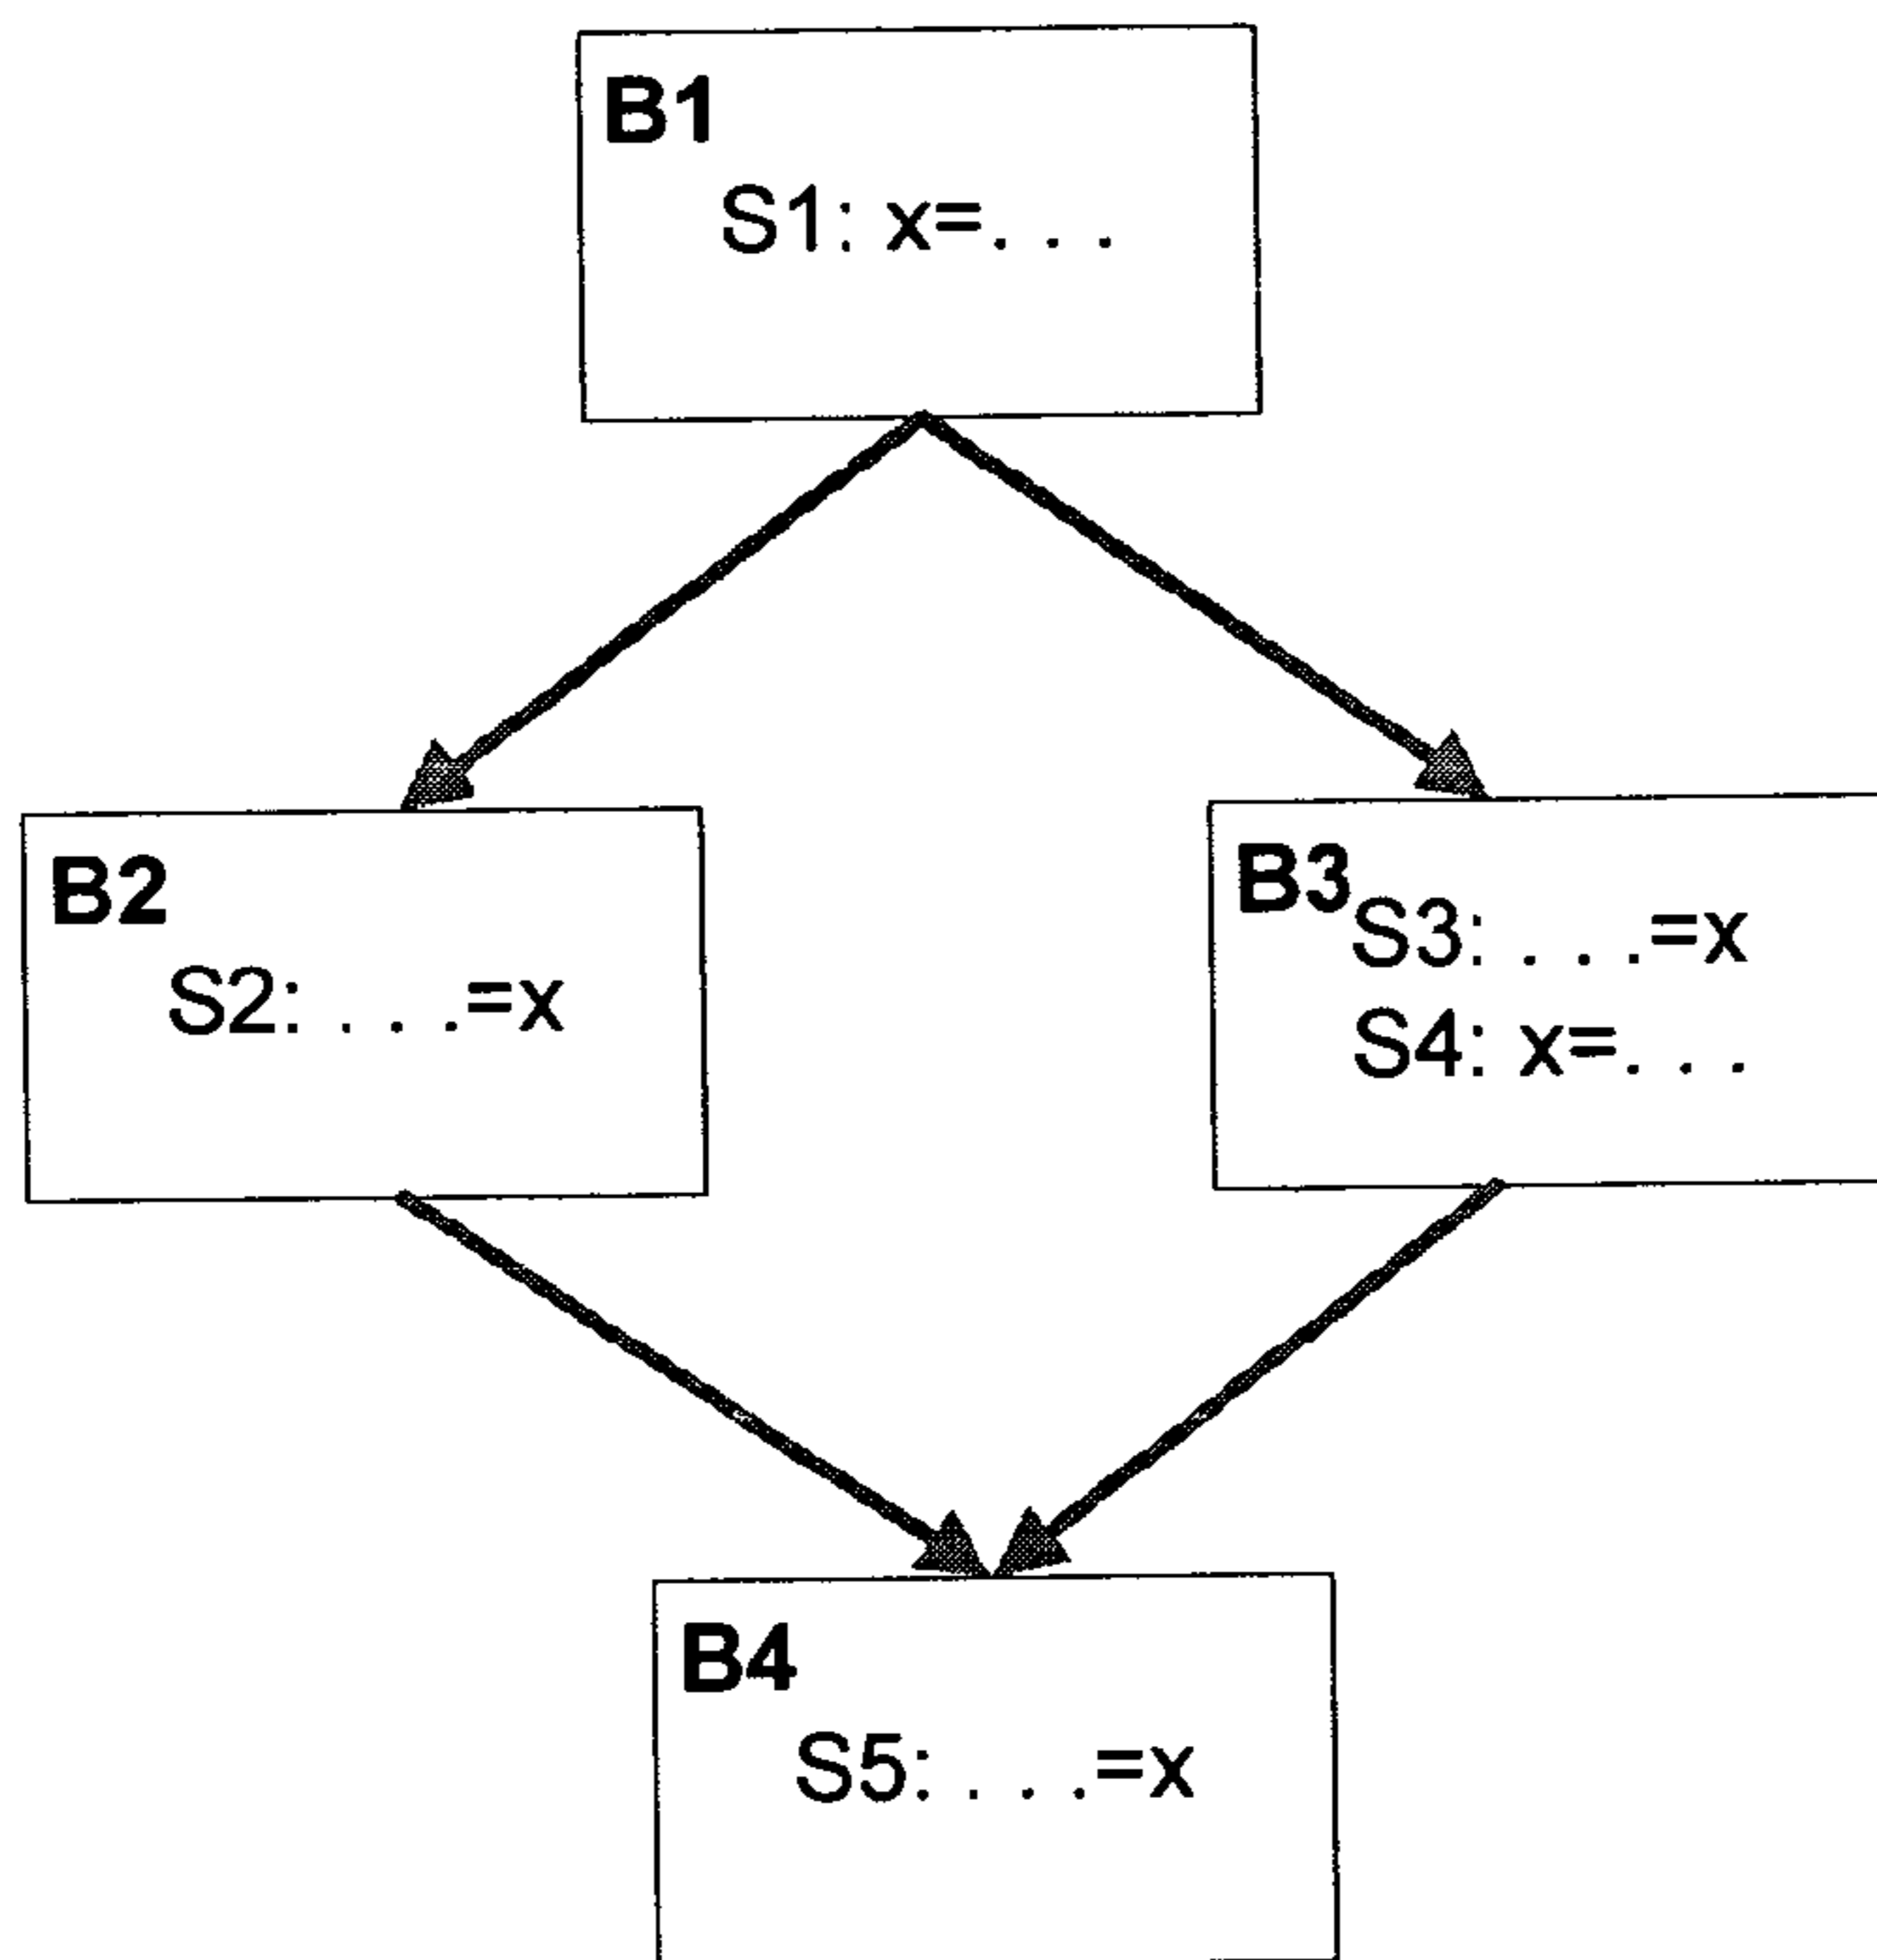 B1
S1: x=. . .
B2
S2: . . .=x
B3
S3: . . .=x
S4: x=. . .
B4
S5: . . .=x